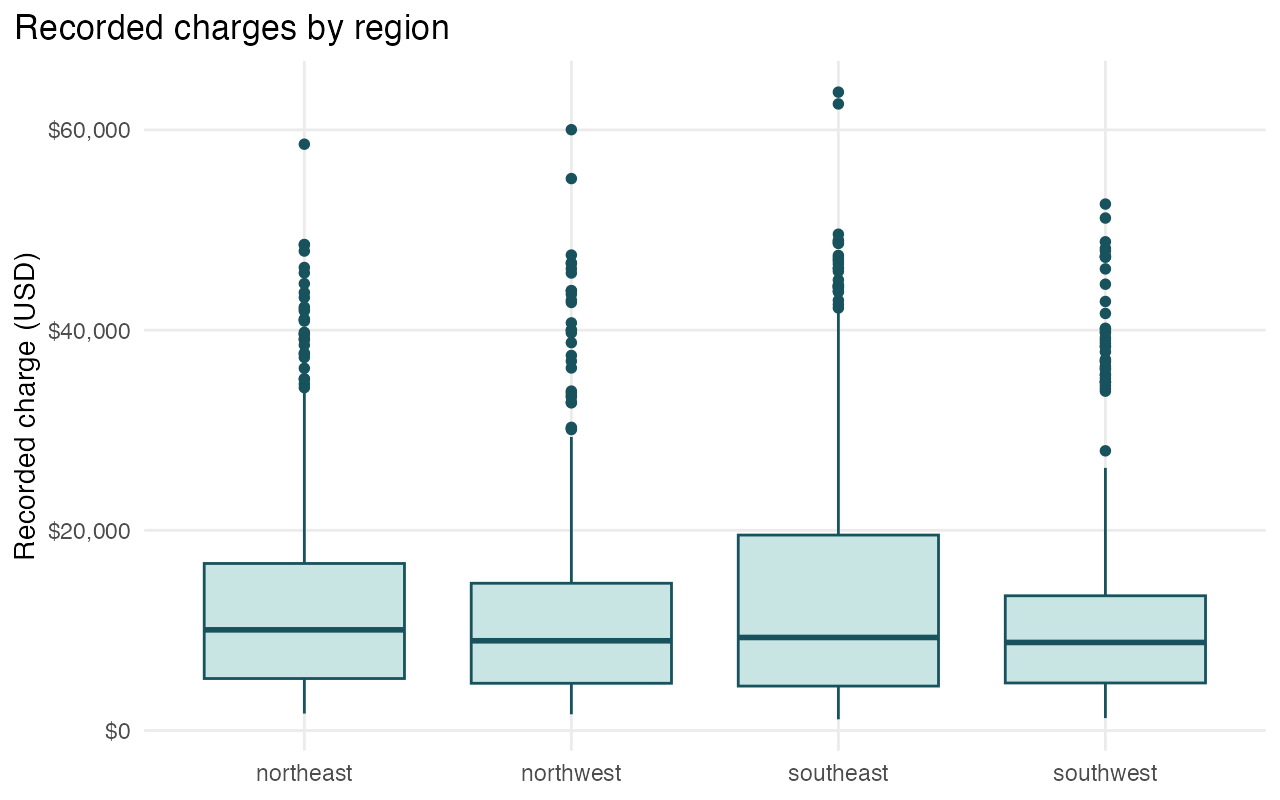 Recorded charges by region
Recorded charge (USD)
$60,000
$40,000
$20,000
$0
northeast
northwest
southeast
southwest